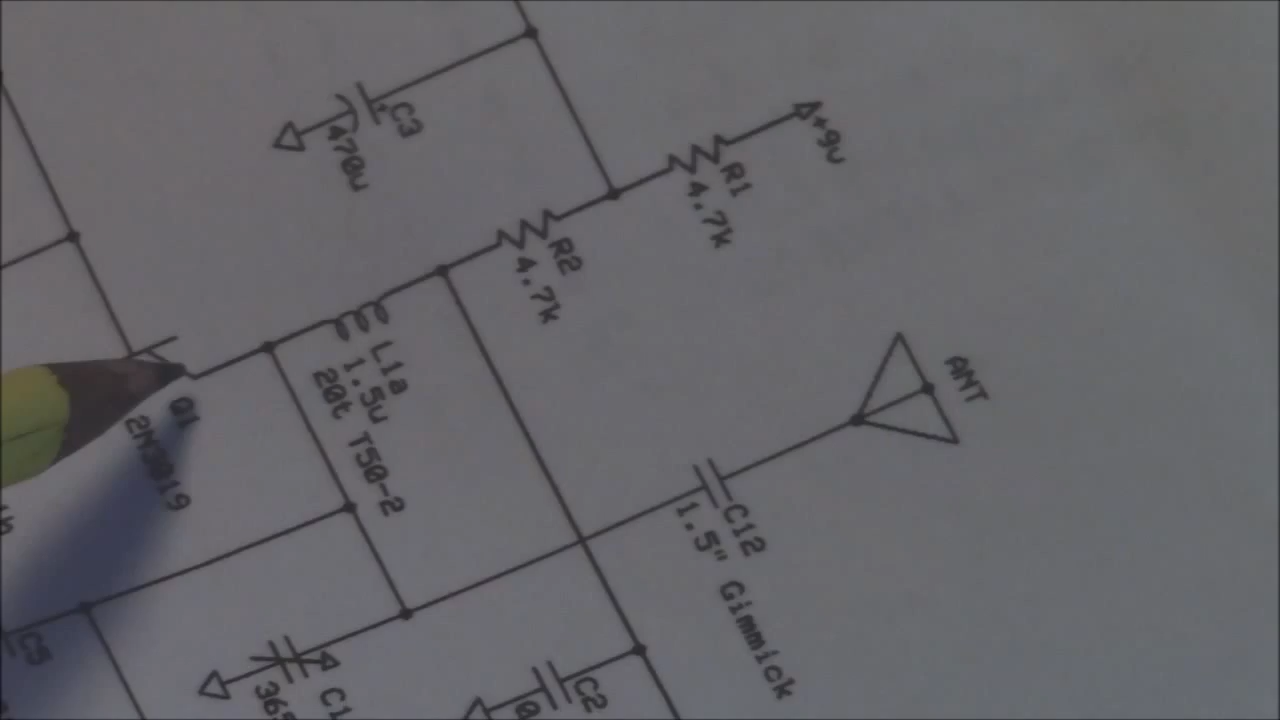 C3
470u
+9v
R1
4.7k
R2
4.7k
L1a
1.5u
20t T50-2
ANT
Q1
C12
1.5" Gimmick
C5
C1
C2